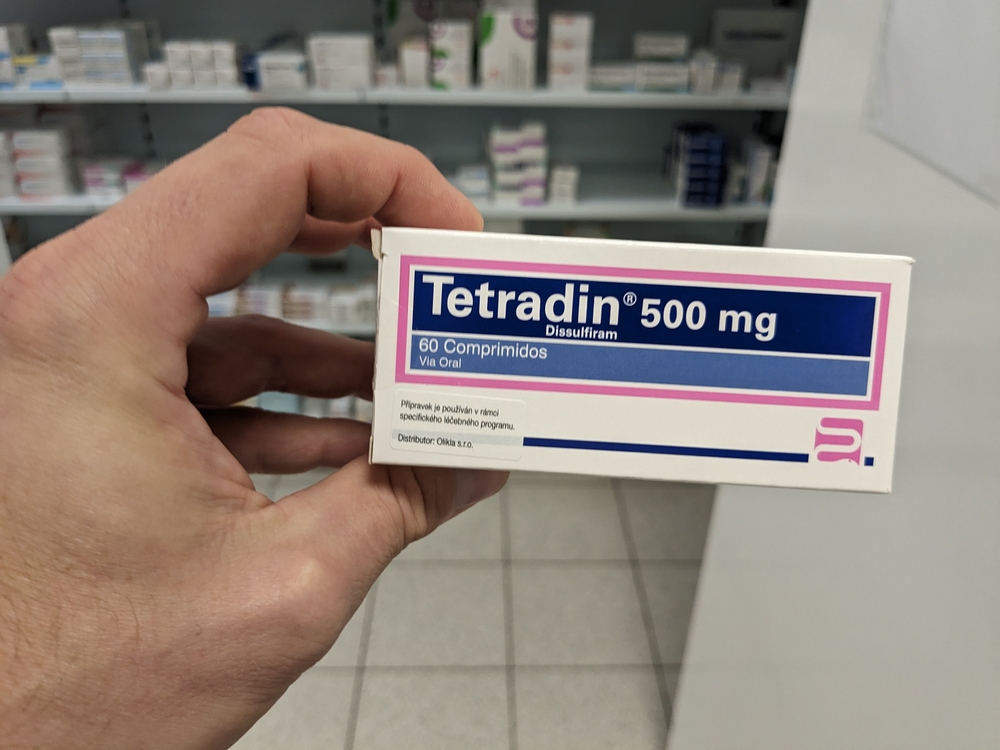 Tetradin® 500 mg
Dissulfiram
60 Comprimidos
Via Oral
Přípravek je používán v rámci
specifického léčebného programu.
Distributor: Olikla s.r.o.